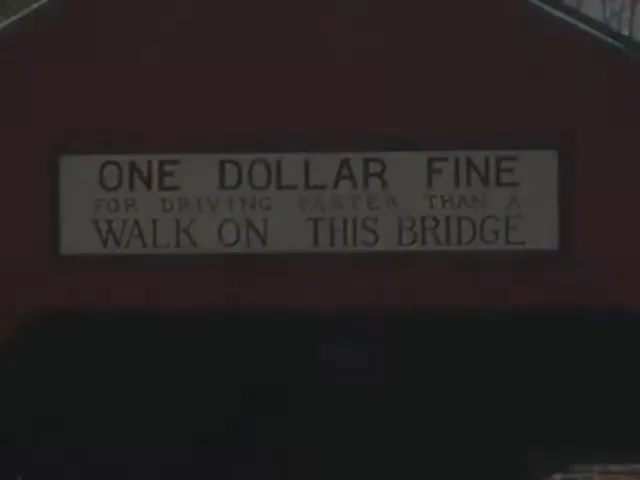 ONE DOLLAR FINE
FOR DRIVING FASTER THAN A
WALK ON THIS BRIDGE